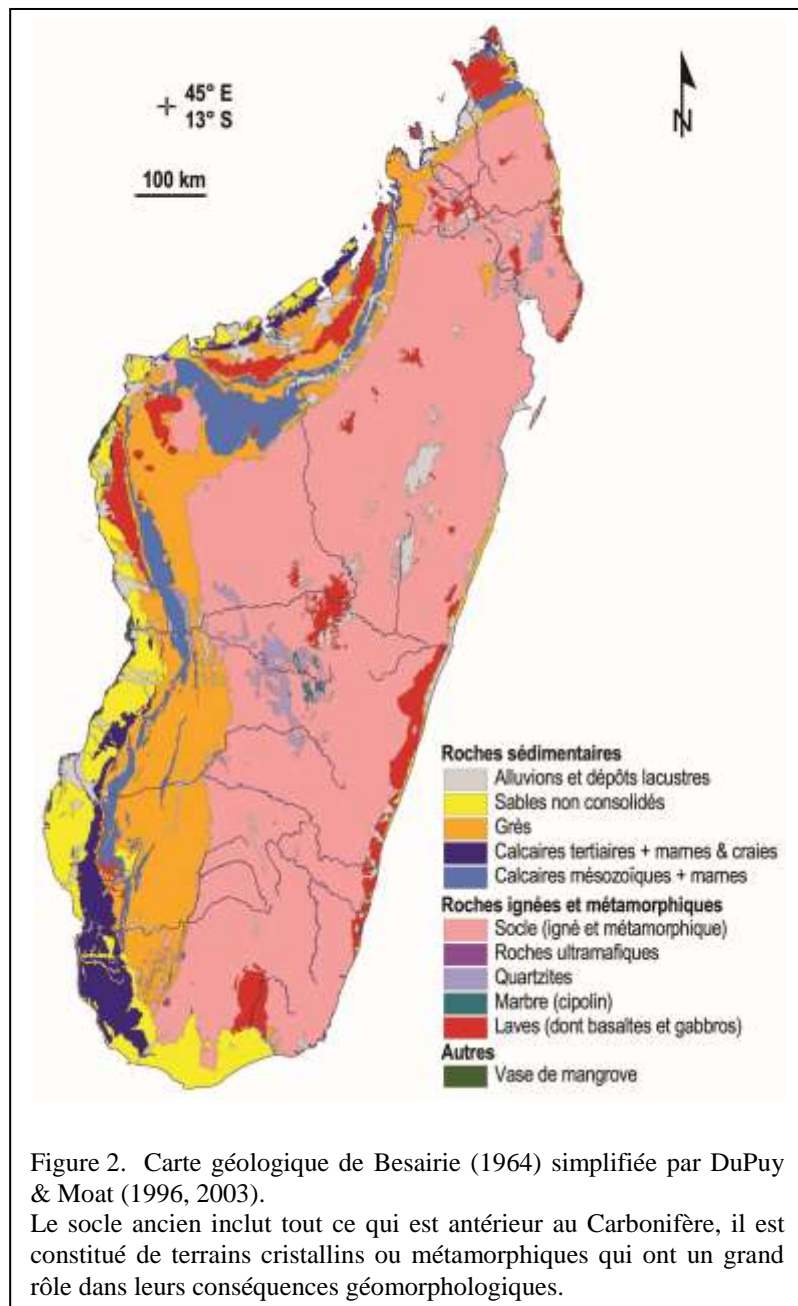 45° E
13° S
N
100 km
Roches sédimentaires
Alluvions et dépôts lacustres
Sables non consolidés
Grès
Calcaires tertiaires + marnes & craies
Calcaires mésozoïques + marnes
Roches ignées et métamorphiques
Socle (igné et métamorphique)
Roches ultramafiques
Quartzites
Marbre (cipolin)
Laves (dont basaltes et gabbros)
Autres
Vase de mangrove
Figure 2. Carte géologique de Besairie (1964) simplifiée par DuPuy
& Moat (1996, 2003).
Le socle ancien inclut tout ce qui est antérieur au Carbonifère, il est
constitué de terrains cristallins ou métamorphiques qui ont un grand
rôle dans leurs conséquences géomorphologiques.